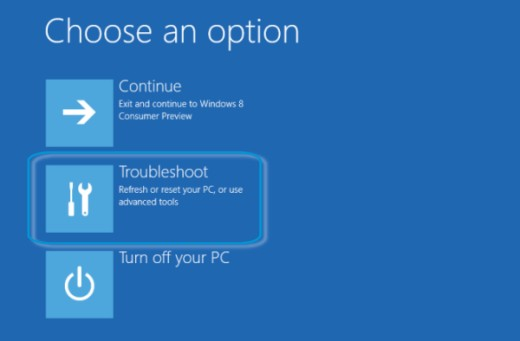 Choose an option
Continue
Exit and continue to Windows 8
Consumer Preview
Troubleshoot
Refresh or reset your PC, or use
advanced tools
Turn off your PC